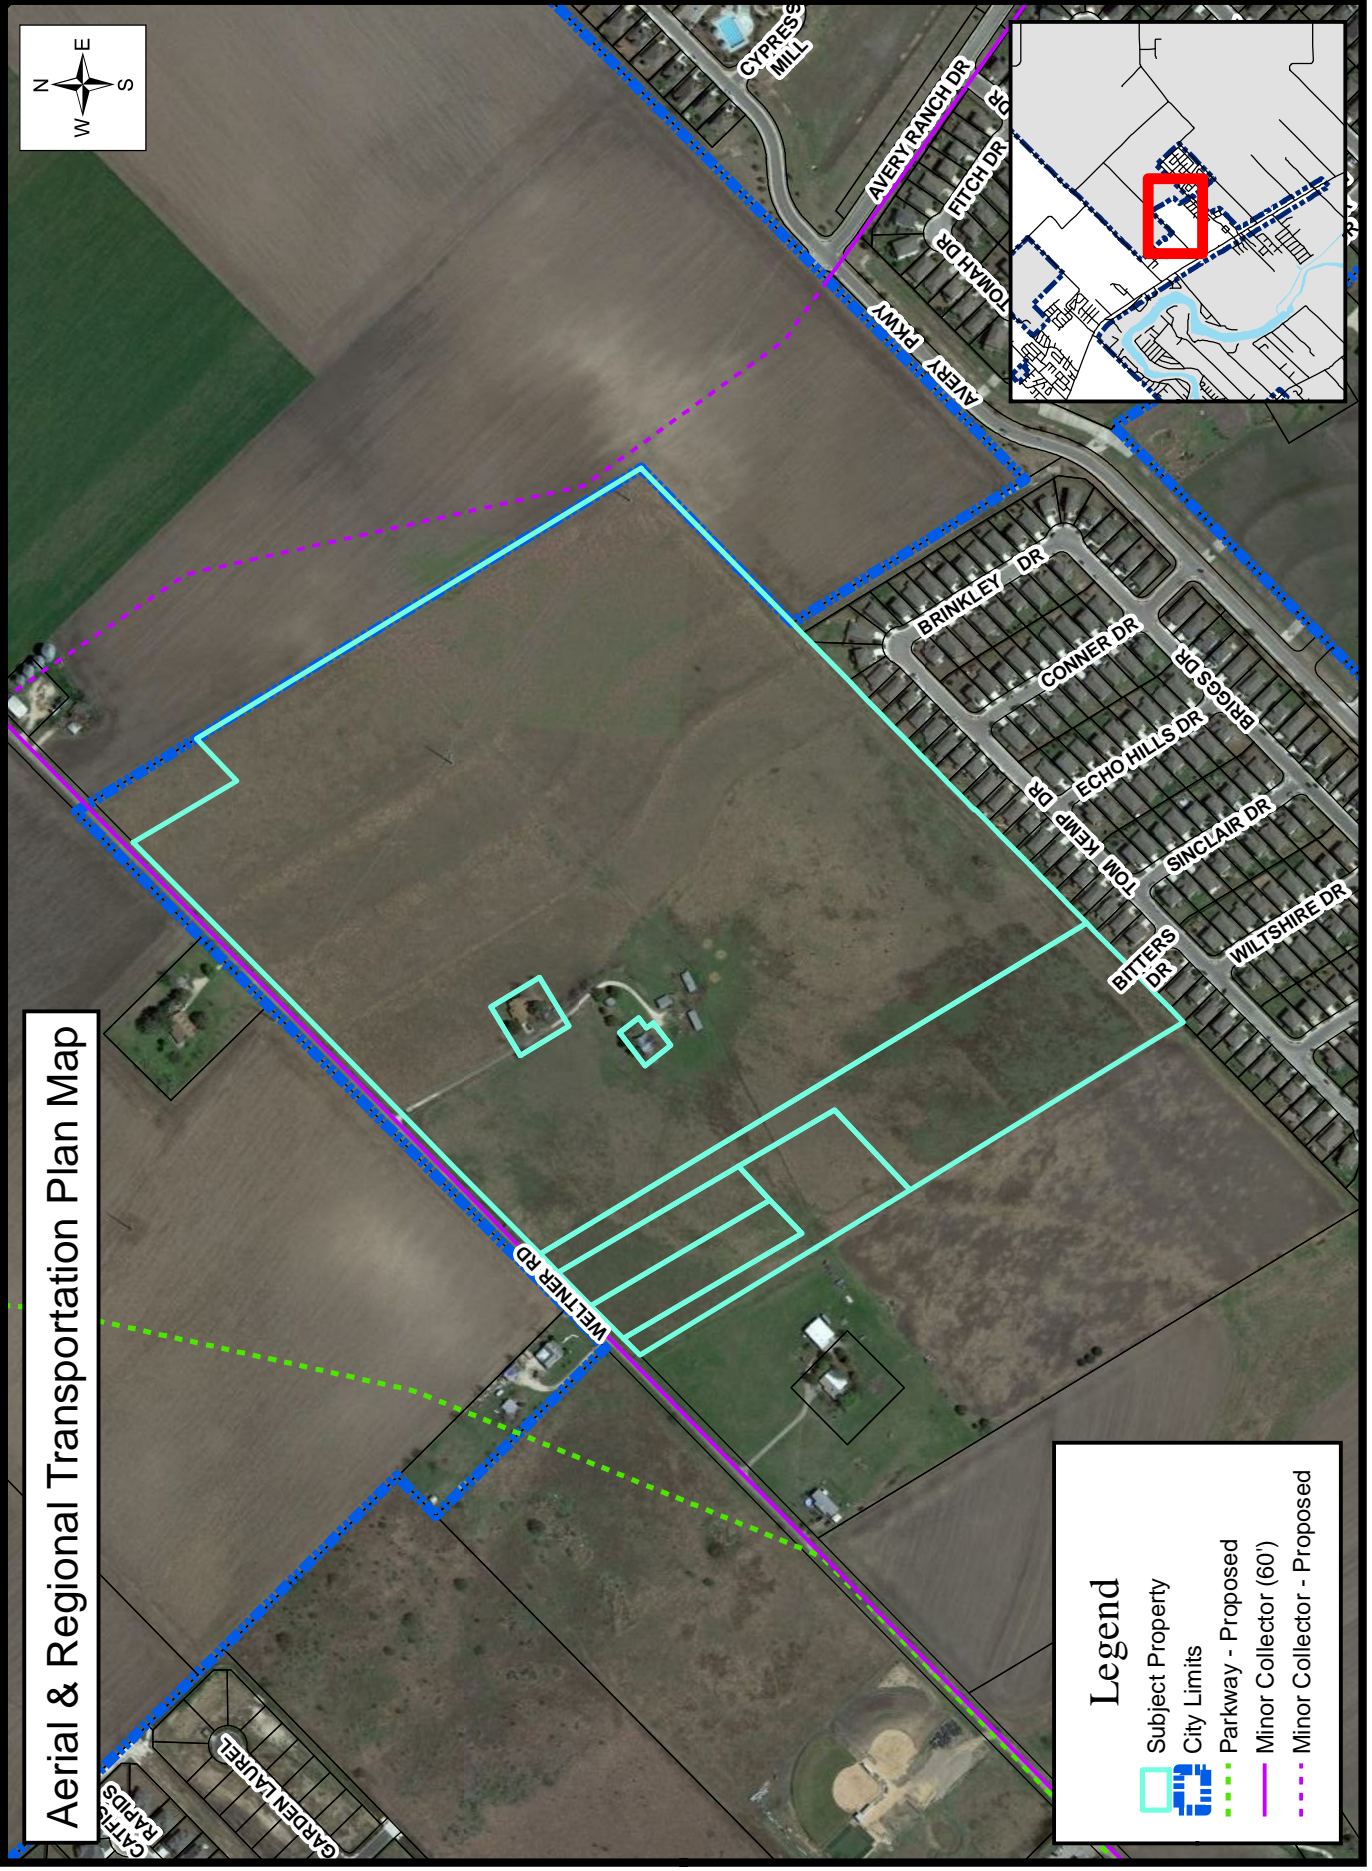 Aerial & Regional Transportation Plan Map
N
W
E
S
CYPRESS
MILL
AVERY RANCH DR
DR
FITCH DR
TOMAH DR
AVERY PKWY
BRINKLEY DR
CONNER DR
BRIGGS DR
ECHO HILLS DR
TOM KEMP DR
SINCLAIR DR
WILTSHIRE DR
BITTERS
DR
WELTNER RD
GARDEN LAUREL
RAPIDS
Legend
Subject Property
City Limits
Parkway - Proposed
Minor Collector (60')
Minor Collector - Proposed